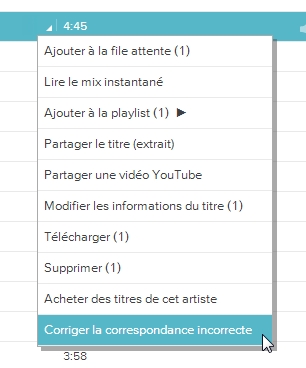 4:45
Ajouter à la file attente (1)
Lire le mix instantané
Ajouter à la playlist (1) ▶
Partager le titre (extrait)
Partager une vidéo YouTube
Modifier les informations du titre (1)
Télécharger (1)
Supprimer (1)
Acheter des titres de cet artiste
Corriger la correspondance incorrecte
3:58